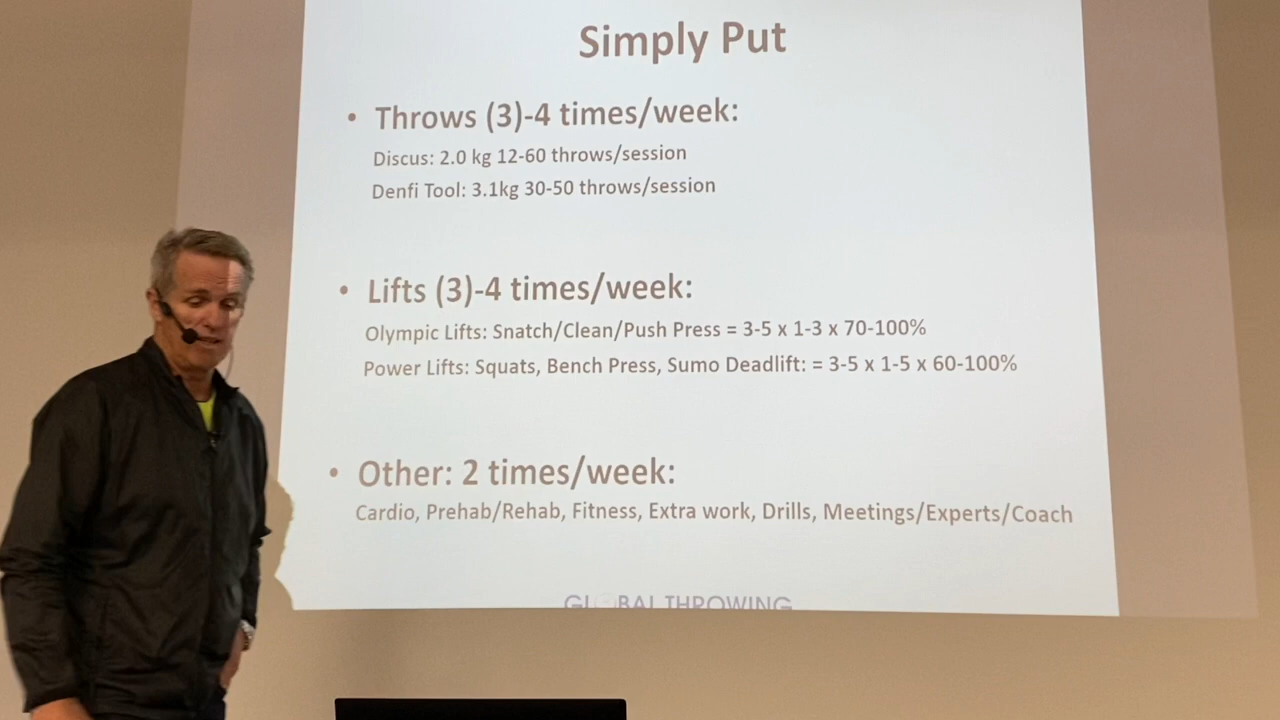 Simply Put
• Throws (3)-4 times/week:
Discus: 2.0 kg 12-60 throws/session
Denfi Tool: 3.1kg 30-50 throws/session
• Lifts (3)-4 times/week:
Olympic Lifts: Snatch/Clean/Push Press = 3-5 x 1-3 x 70-100%
Power Lifts: Squats, Bench Press, Sumo Deadlift: = 3-5 x 1-5 x 60-100%
• Other: 2 times/week:
Cardio, Prehab/Rehab, Fitness, Extra work, Drills, Meetings/Experts/Coach
GLOBAL THROWING